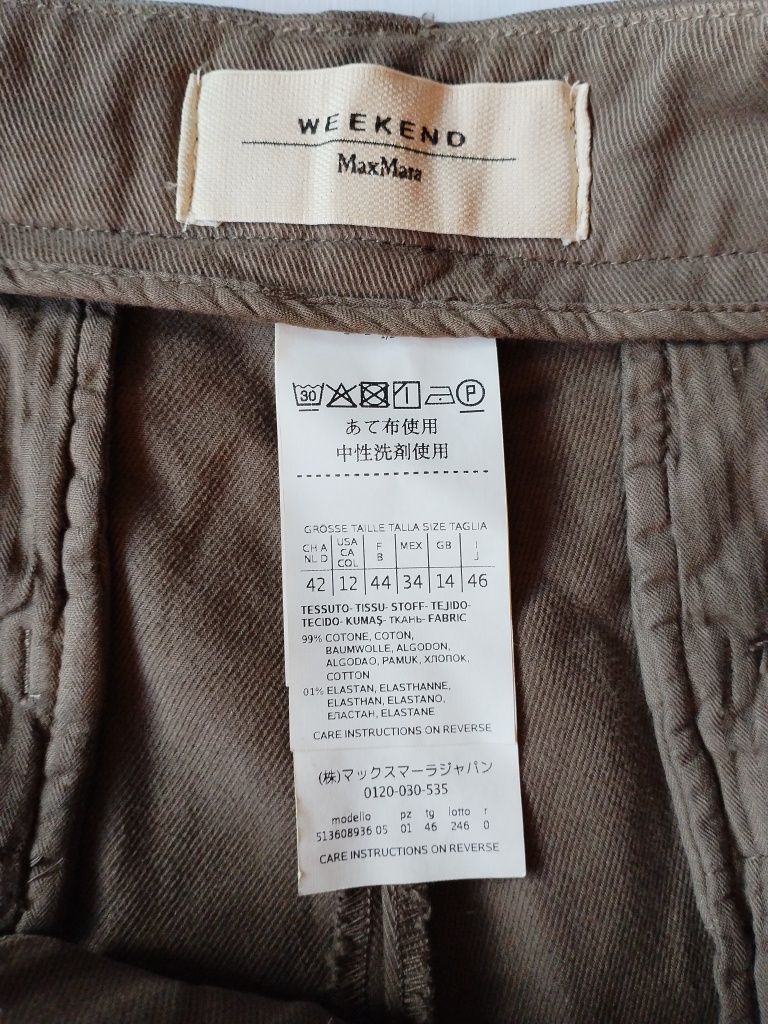 WEEKEND
MaxMara
30 P
あて布使用
中性洗剤使用
GRÖSSE TAILLE TALLA SIZE TAGLIA
CH A NL D USA CA COL F B MEX GB I J
42 12 44 34 14 46
TESSUTO- TISSU- STOFF- TEJIDO-
TECIDO- KUMAŞ- ТКАНЬ- FABRIC
99% COTONE, COTON,
BAUMWOLLE, ALGODON,
ALGODAO, PAMUK, ХЛОПОК,
COTTON
01% ELASTAN, ELASTHANNE,
ELASTHAN, ELASTANO,
ЕЛАСТАН, ELASTANE
CARE INSTRUCTIONS ON REVERSE
(株)マックスマーラジャパン
0120-030-535
modello pz tg lotto r
513608936 05 01 46 246 0
CARE INSTRUCTIONS ON REVERSE